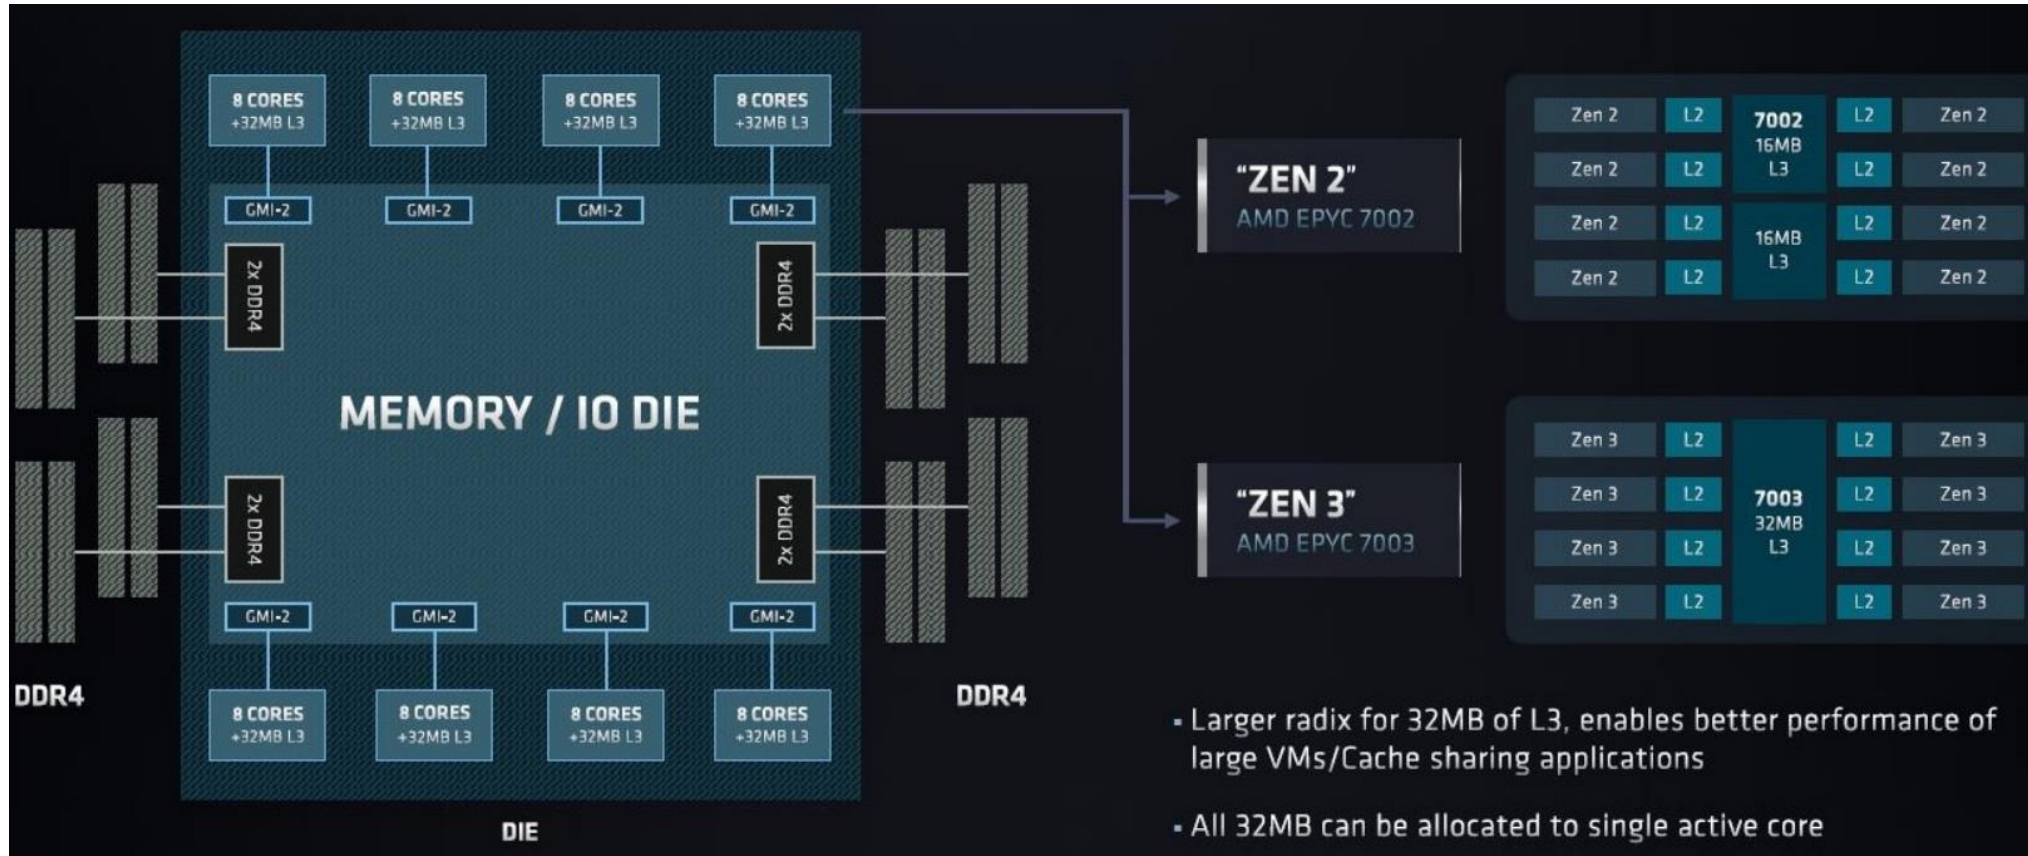 8 CORES
+32MB L3
8 CORES
+32MB L3
8 CORES
+32MB L3
8 CORES
+32MB L3
GMI-2
GMI-2
GMI-2
GMI-2
2x DDR4
2x DDR4
MEMORY / IO DIE
2x DDR4
2x DDR4
GMI-2
GMI-2
GMI-2
GMI-2
8 CORES
+32MB L3
8 CORES
+32MB L3
8 CORES
+32MB L3
8 CORES
+32MB L3
DDR4
DDR4
DIE
“ZEN 2”
AMD EPYC 7002
Zen 2 L2 L2 Zen 2
Zen 2 L2 L2 Zen 2
Zen 2 L2 L2 Zen 2
Zen 2 L2 L2 Zen 2
7002
16MB
L3
16MB
L3
“ZEN 3”
AMD EPYC 7003
Zen 3 L2 L2 Zen 3
Zen 3 L2 L2 Zen 3
Zen 3 L2 L2 Zen 3
Zen 3 L2 L2 Zen 3
7003
32MB
L3
▪ Larger radix for 32MB of L3, enables better performance of
large VMs/Cache sharing applications
▪ All 32MB can be allocated to single active core